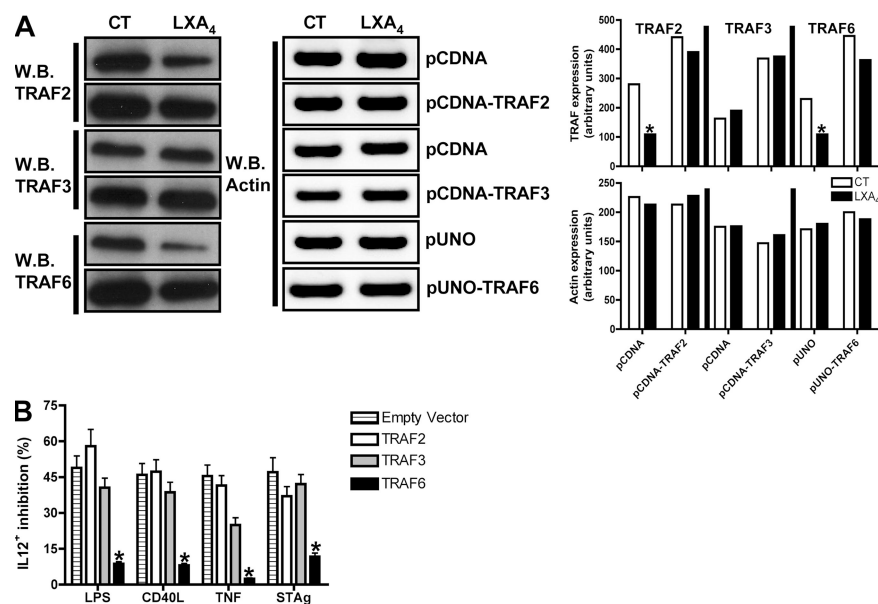 A
CT LXA4
W.B. TRAF2
W.B. TRAF3
W.B. TRAF6
W.B. Actin
CT LXA4
pCDNA
pCDNA-TRAF2
pCDNA
pCDNA-TRAF3
pUNO
pUNO-TRAF6
TRAF2 TRAF3 TRAF6
TRAF expression
(arbitrary units)
500
400
300
200
100
0
* *
CT
LXA4
Actin expression
(arbitrary units)
250
200
150
100
50
0
pCDNA
pCDNA-TRAF2
pCDNA
pCDNA-TRAF3
pUNO
pUNO-TRAF6
B
IL12+ inhibition (%)
75
60
45
30
15
0
* * * *
LPS CD40L TNF STAg
Empty Vector
TRAF2
TRAF3
TRAF6